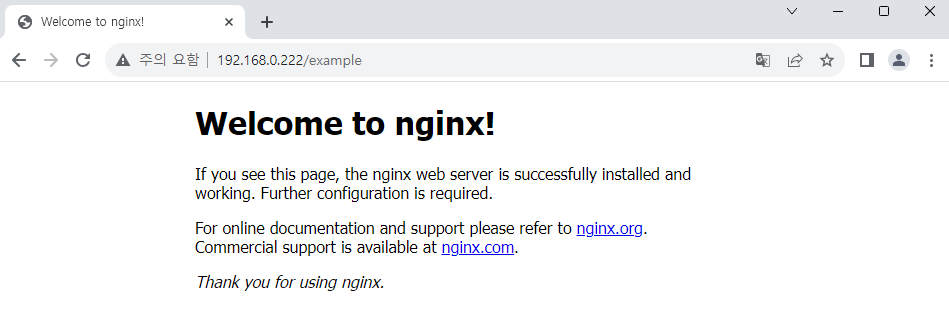 Welcome to nginx!
주의 요함 192.168.0.222/example
Welcome to nginx!
If you see this page, the nginx web server is successfully installed and
working. Further configuration is required.
For online documentation and support please refer to nginx.org.
Commercial support is available at nginx.com.
Thank you for using nginx.